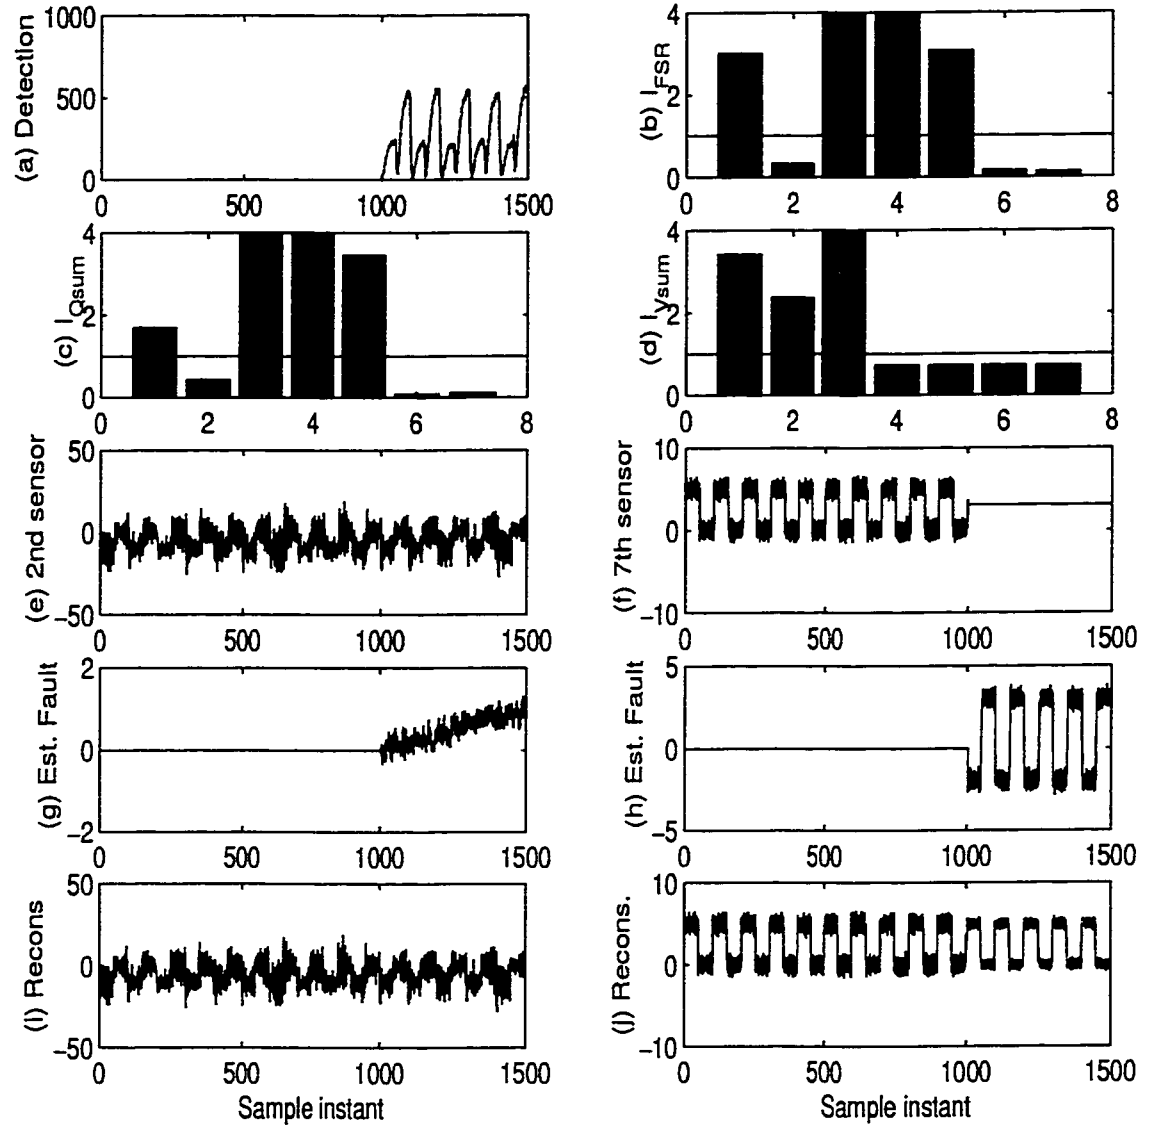 1000
500
0
(a) Detection
0 500 1000 1500
4
2
0
(b) I_FSR
0 2 4 6 8
4
2
0
(c) I_Qsum
0 2 4 6 8
4
2
0
(d) I_Vsum
0 2 4 6 8
50
0
-50
(e) 2nd sensor
0 500 1000 1500
10
0
-10
(f) 7th sensor
0 500 1000 1500
2
0
-2
(g) Est. Fault
0 500 1000 1500
5
0
-5
(h) Est. Fault
0 500 1000 1500
50
0
-50
(i) Recons
0 500 1000 1500
Sample instant
10
0
-10
(j) Recons.
0 500 1000 1500
Sample instant